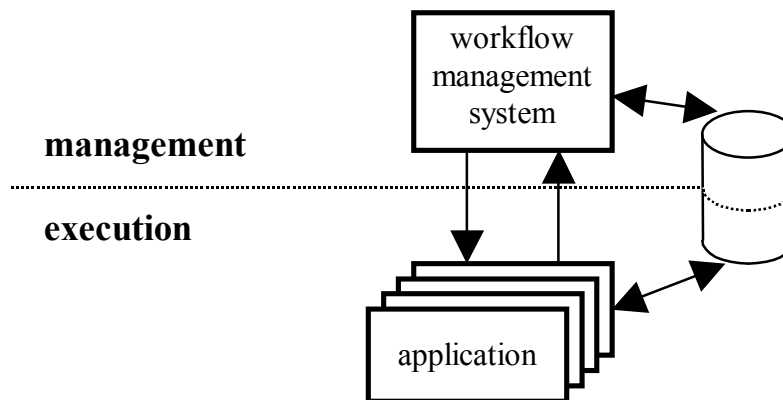 workflow
management
system
management
execution
application